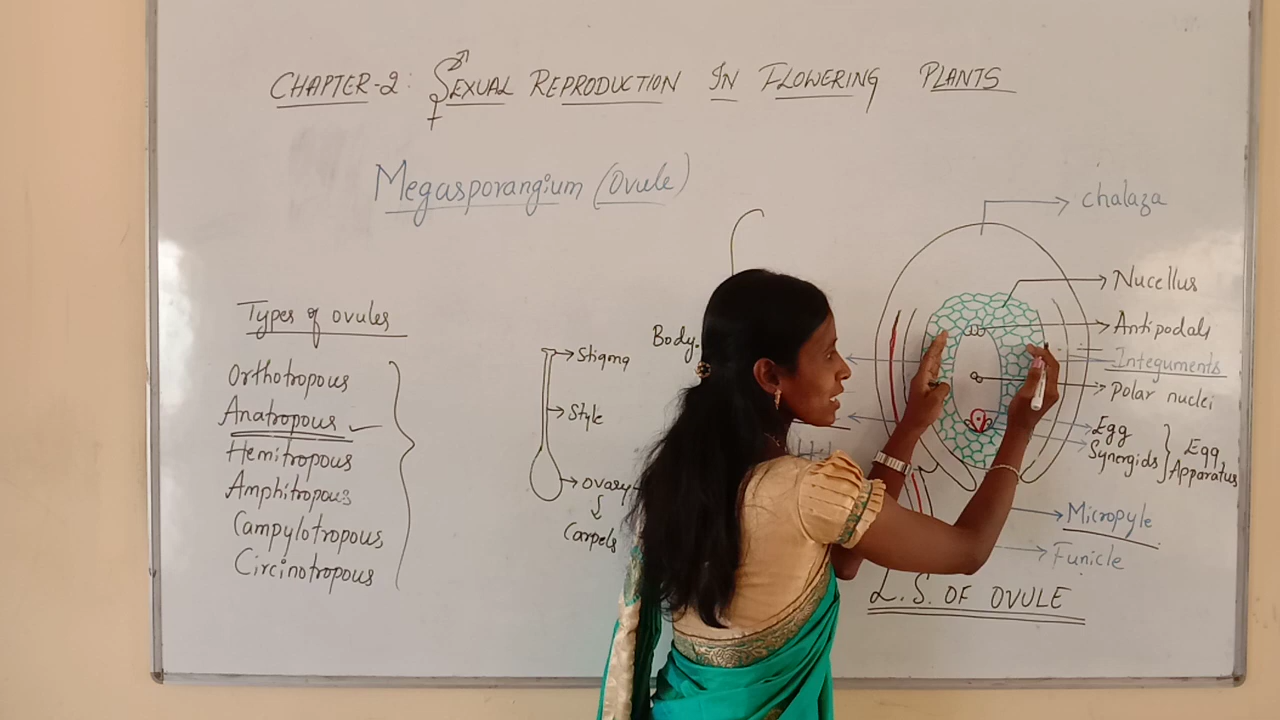 CHAPTER-2: SEXUAL REPRODUCTION IN FLOWERING PLANTS
Megasporangium (Ovule)
Types of ovules
Orthotropous
Anatropous
Hemitropous
Amphitropous
Campylotropous
Circinotropous
Stigma
Style
ovary
Carpels
Body
chalaza
Nucellus
Antipodals
Integuments
polar nuclei
Egg
Synergids
Egg Apparatus
Micropyle
Funicle
L.S. OF OVULE